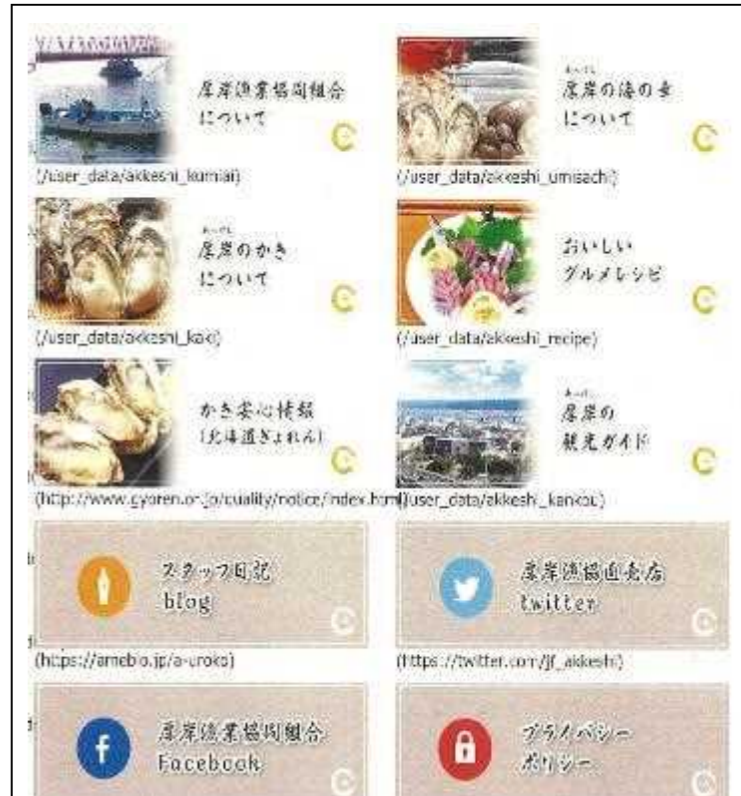 厚岸漁業協同組合
について
(/user_data/akkeshi_kumiai)
あっけし
厚岸の海の幸
について
(/user_data/akkeshi_umisachi)
あっけし
厚岸のかき
について
(/user_data/akkeshi_kaki)
おいしい
グルメレシピ
(/user_data/akkeshi_recipe)
かき安心情報
(北海道ぎょれん)
(http://www.gyoren.or.jp/quality/notice/index.html)
あっけし
厚岸の
観光ガイド
/user_data/akkeshi_kankou)
スタッフ日記
blog
(https://ameblo.jp/a-uroko)
厚岸漁協直売店
twitter
(https://twitter.com/jf_akkeshi)
厚岸漁業協同組合
Facebook
プライバシー
ポリシー